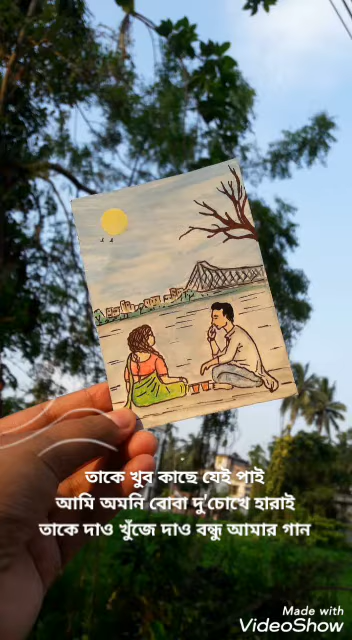 তাকে খুব কাছে যেই পাই
আমি অমনি বোবা দু'চোখে হারাই
তাকে দাও খুঁজে দাও বন্ধু আমার গান
Made with
VideoShow